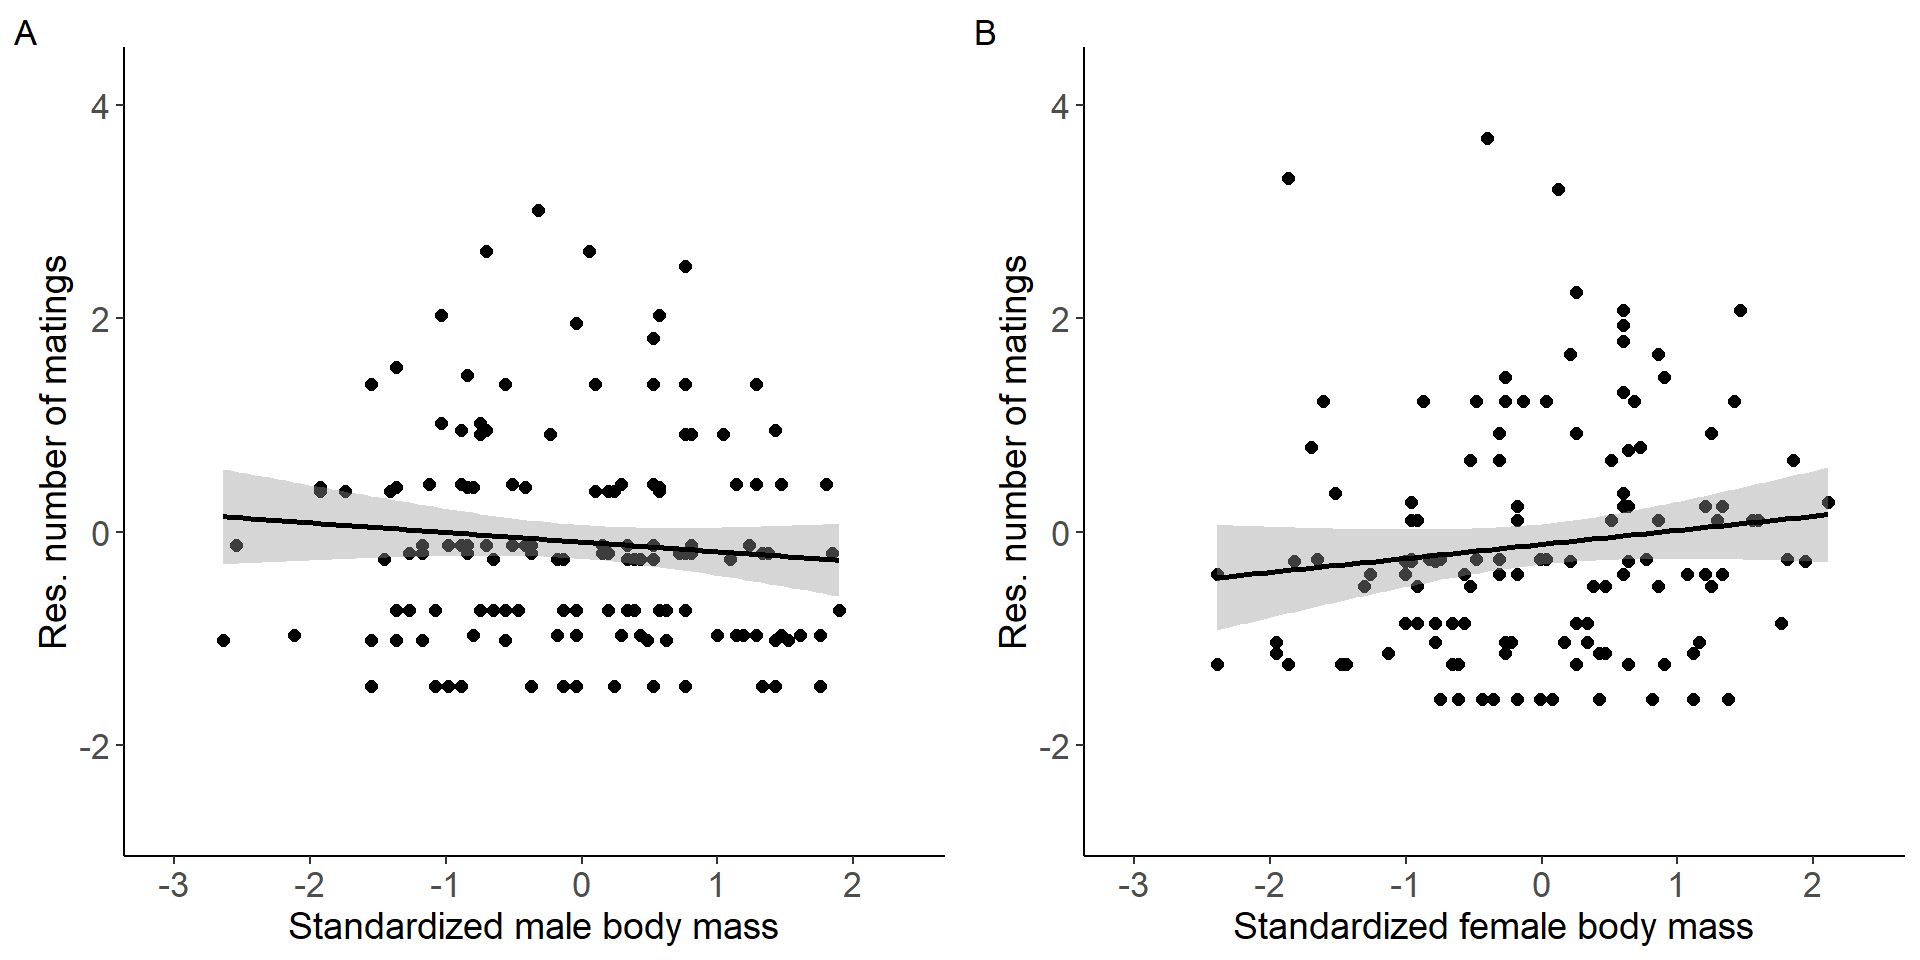 A
Res. number of matings
4
2
0
-2
-3 -2 -1 0 1 2
Standardized male body mass
B
Res. number of matings
4
2
0
-2
-3 -2 -1 0 1 2
Standardized female body mass